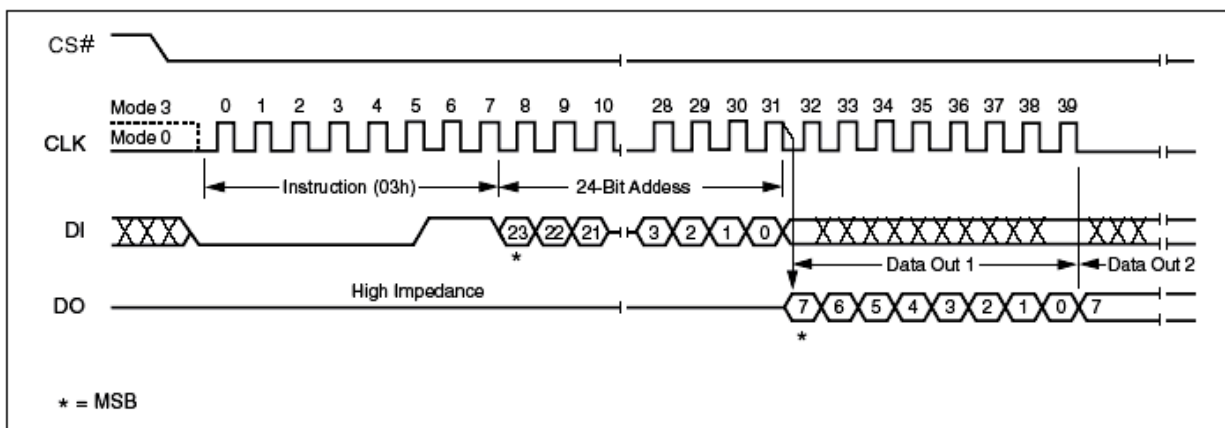 CS#
Mode 3
0 1 2 3 4 5 6 7 8 9 10 28 29 30 31 32 33 34 35 36 37 38 39
Mode 0
CLK
Instruction (03h) 24-Bit Addess
DI
23 22 21 3 2 1 0
*
Data Out 1 Data Out 2
High Impedance
DO
7 6 5 4 3 2 1 0 7
*
* = MSB